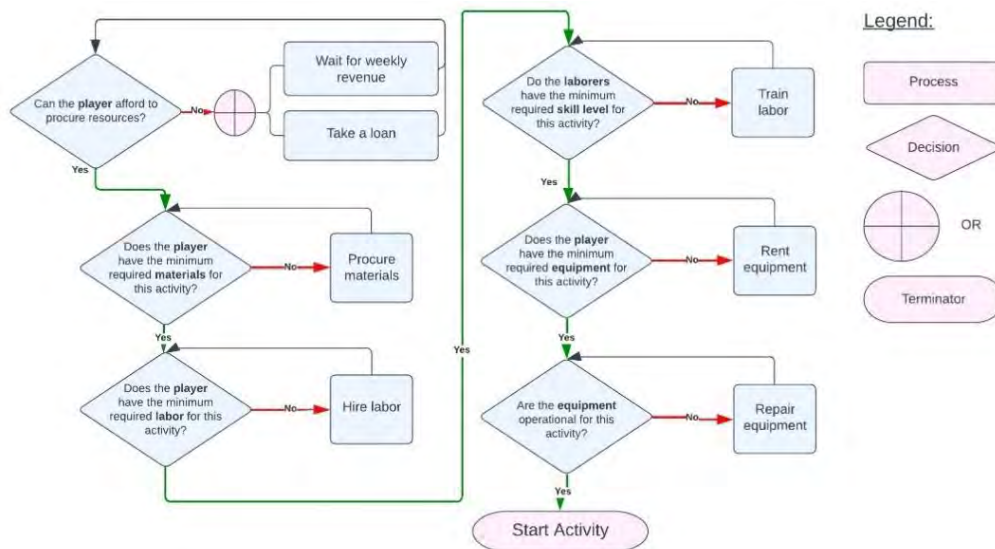 Can the player afford to
procure resources?
No
Wait for weekly
revenue
Take a loan
Yes
Does the player
have the minimum
required materials for
this activity?
No
Procure
materials
Yes
Does the player
have the minimum
required labor for this
activity?
No
Hire labor
Yes
Do the laborers
have the minimum
required skill level for
this activity?
No
Train
labor
Yes
Does the player
have the minimum
required equipment for
this activity?
No
Rent
equipment
Yes
Are the equipment
operational for this
activity?
No
Repair
equipment
Yes
Start Activity
Legend:
Process
Decision
OR
Terminator